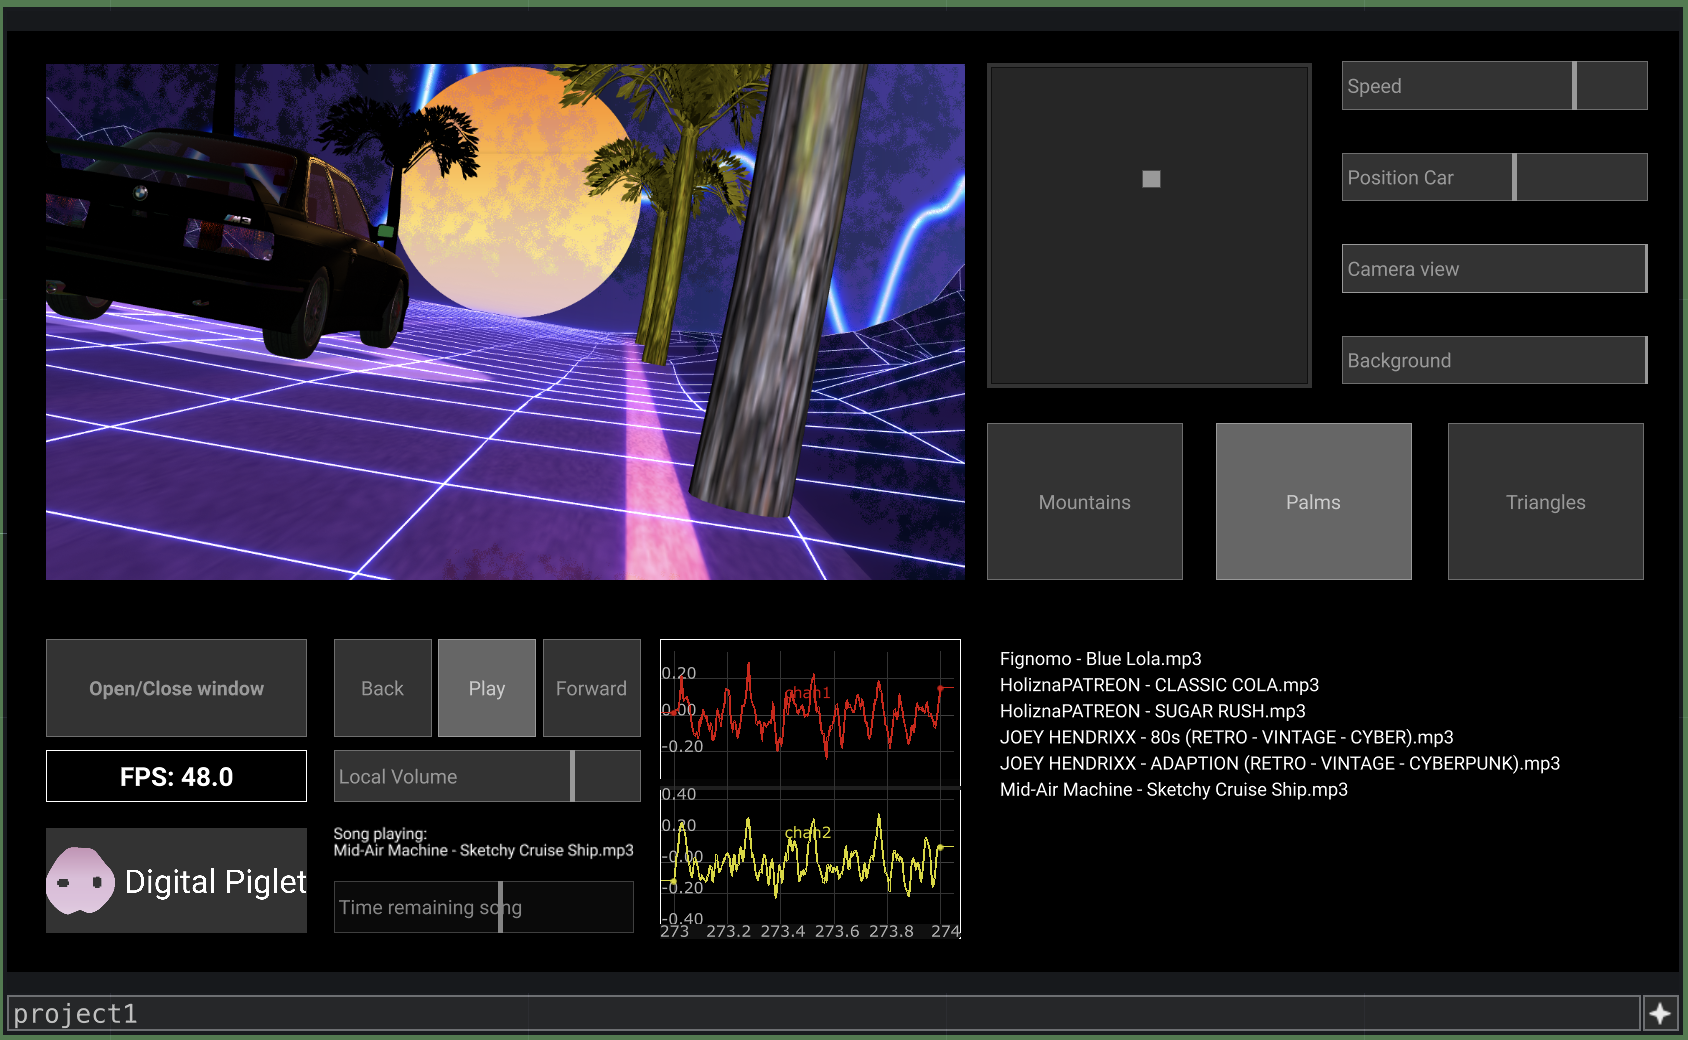 M3
Speed
Position Car
Camera view
Background
Mountains
Palms
Triangles
Open/Close window
Back
Play
Forward
FPS: 48.0
Local Volume
Song playing:
Mid-Air Machine - Sketchy Cruise Ship.mp3
Time remaining song
Digital Piglet
0.20
chan1
0.00
-0.20
0.40
0.20
chan2
-0.00
-0.20
-0.40
273 273.2 273.4 273.6 273.8 274
Fignomo - Blue Lola.mp3
HoliznaPATREON - CLASSIC COLA.mp3
HoliznaPATREON - SUGAR RUSH.mp3
JOEY HENDRIXX - 80s (RETRO - VINTAGE - CYBER).mp3
JOEY HENDRIXX - ADAPTION (RETRO - VINTAGE - CYBERPUNK).mp3
Mid-Air Machine - Sketchy Cruise Ship.mp3
project1